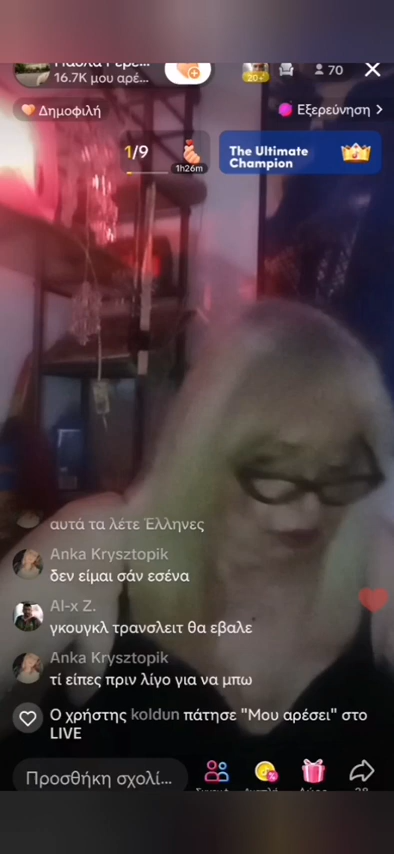 16.7K μου αρέ...
20+
70
Δημοφιλή
Εξερεύνηση
1/9
1h26m
The Ultimate
Champion
αυτά τα λέτε Έλληνες
Anka Krysztopik
δεν είμαι σάν εσένα
Al-x Z.
γκουγκλ τρανσλειτ θα εβαλε
Anka Krysztopik
τί είπες πριν λίγο για να μπω
Ο χρήστης koldun πάτησε "Μου αρέσει" στο
LIVE
Προσθήκη σχολί...